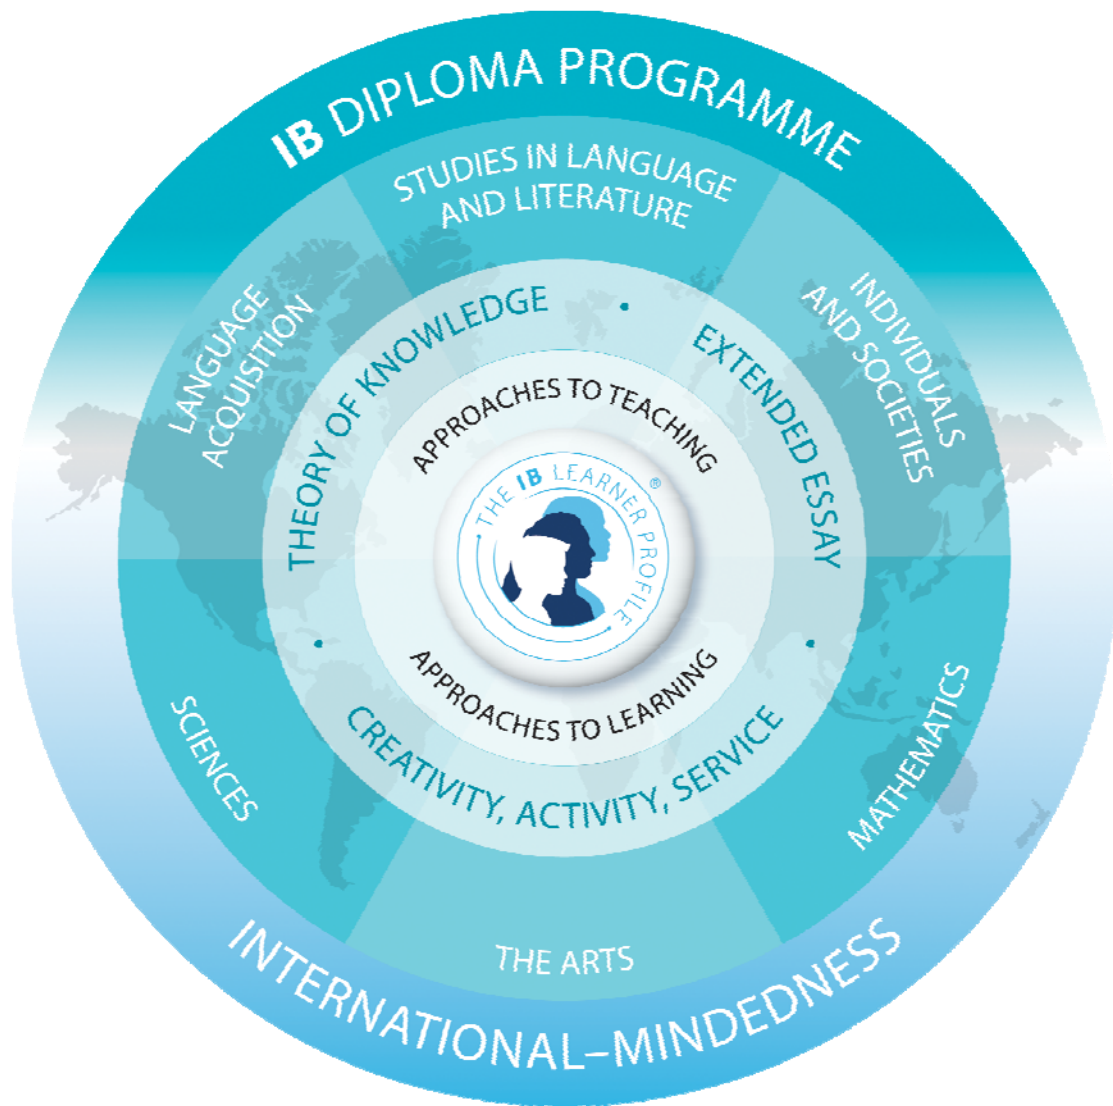 IB DIPLOMA PROGRAMME
STUDIES IN LANGUAGE
AND LITERATURE
LANGUAGE
ACQUISITION
INDIVIDUALS
AND SOCIETIES
THEORY OF KNOWLEDGE
•
EXTENDED ESSAY
•
•
APPROACHES TO TEACHING
• THE IB LEARNER PROFILE •
®
APPROACHES TO LEARNING
CREATIVITY, ACTIVITY, SERVICE
SCIENCES
MATHEMATICS
THE ARTS
INTERNATIONAL–MINDEDNESS